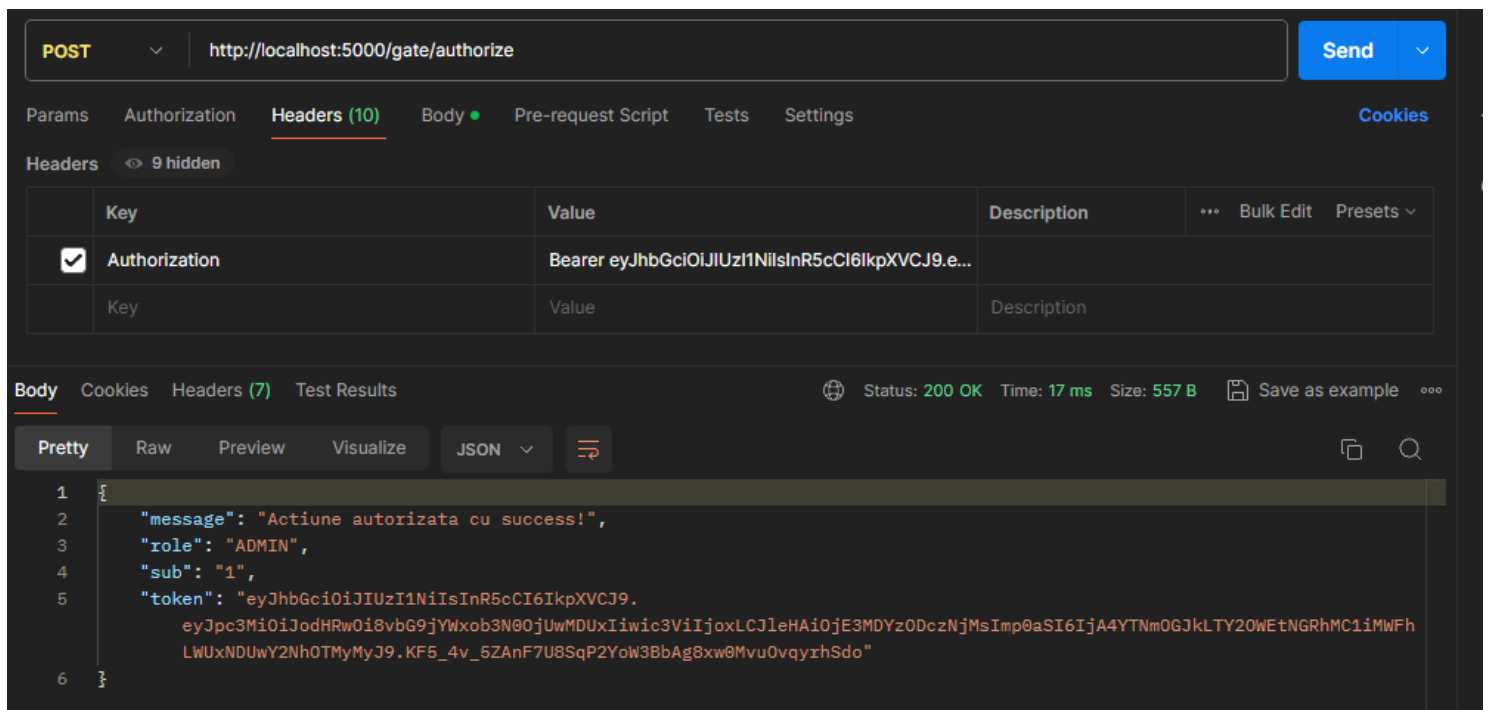 POST http://localhost:5000/gate/authorize Send
Params Authorization Headers (10) Body Pre-request Script Tests Settings Cookies
Headers 9 hidden
Key Value Description Bulk Edit Presets
Authorization Bearer eyJhbGciOiJIUzI1NiIsInR5cCI6IkpXVCJ9.e...
Key Value Description
Body Cookies Headers (7) Test Results Status: 200 OK Time: 17 ms Size: 557 B Save as example
Pretty Raw Preview Visualize JSON
1 {
2 "message": "Actiune autorizata cu success!",
3 "role": "ADMIN",
4 "sub": "1",
5 "token": "eyJhbGciOiJIUzI1NiIsInR5cCI6IkpXVCJ9.
eyJpc3MiOiJodHRwOi8vbG9jYWxob3N0OjUwMDUxIiwic3ViIjoxLCJleHAiOjE3MDYzODczNjMsImp0aSI6IjA4YTNmOGJkLTY2OWEtNGRhMC1iMWFh
LWUxNDUwY2NhOTMyMyJ9.KF5_4v_5ZAnF7U8SqP2YoW3BbAg8xw0MvuOvqyrhSdo"
6 }